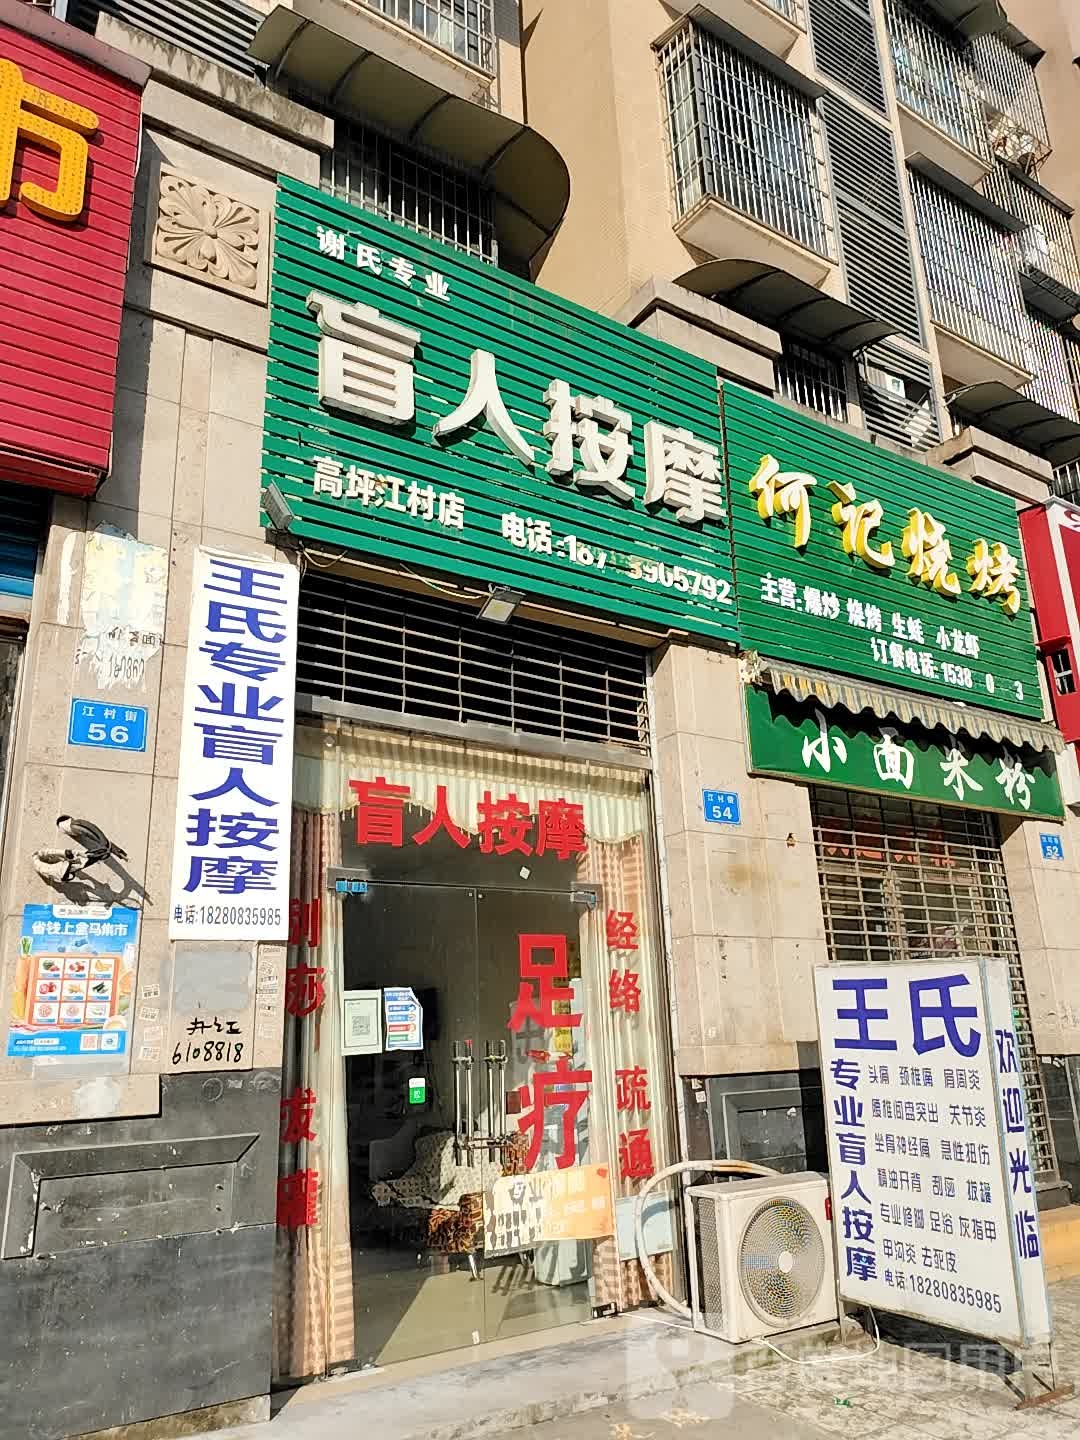 市
谢氏专业
盲人按摩
高坪江村店
何记烧烤
主营:爆炒 烧烤 生蚝 小龙虾
订餐电话:1538 0 3
小面米粉
王氏专业盲人按摩
电话:18280835985
江村街
56
江村街
54
52
盲人按摩
刮痧 拔罐
足疗
经络疏通
省钱上金马集市
6108818
王氏
专业盲人按摩
头痛 颈椎痛 肩周炎
腰椎间盘突出 关节炎
坐骨神经痛 急性扭伤
精油开背 刮痧 拔罐
专业修脚 足浴 灰指甲
甲沟炎 去死皮
电话:18280835985
欢迎光临